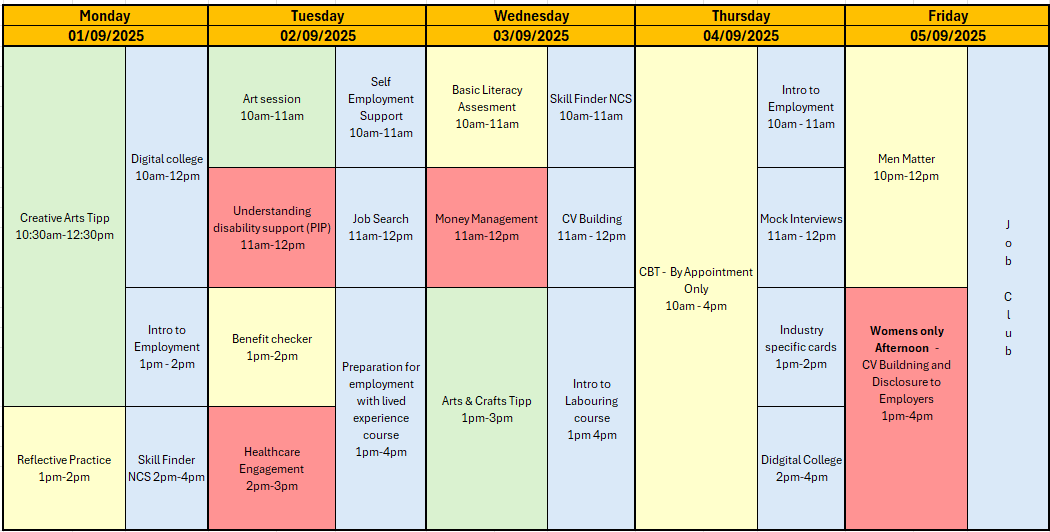 Monday
01/09/2025
Tuesday
02/09/2025
Wednesday
03/09/2025
Thursday
04/09/2025
Friday
05/09/2025
Creative Arts Tipp
10:30am-12:30pm
Reflective Practice
1pm-2pm
Digital college
10am-12pm
Intro to
Employment
1pm - 2pm
Skill Finder
NCS 2pm-4pm
Art session
10am-11am
Understanding
disability support (PIP)
11am-12pm
Benefit checker
1pm-2pm
Healthcare
Engagement
2pm-3pm
Self
Employment
Support
10am-11am
Job Search
11am-12pm
Preparation for
employment
with lived
experience
course
1pm-4pm
Basic Literacy
Assesment
10am-11am
Money Management
11am-12pm
Arts & Crafts Tipp
1pm-3pm
Skill Finder NCS
10am-11am
CV Building
11am - 12pm
Intro to
Labouring
course
1pm 4pm
CBT - By Appointment
Only
10am - 4pm
Intro to
Employment
10am - 11am
Mock Interviews
11am - 12pm
Industry
specific cards
1pm-2pm
Didgital College
2pm-4pm
Men Matter
10pm-12pm
Womens only
Afternoon -
CV Buildning and
Disclosure to
Employers
1pm-4pm
J
o
b
C
l
u
b